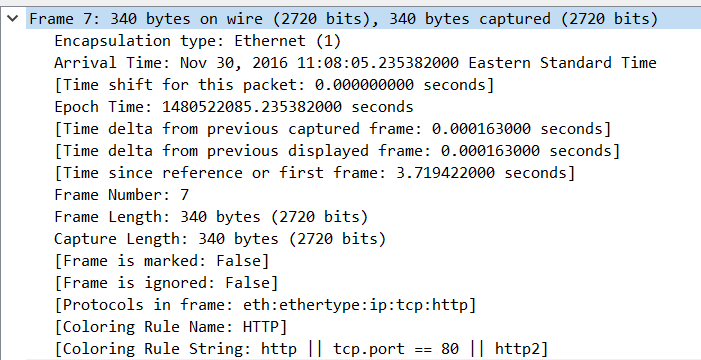 Frame 7: 340 bytes on wire (2720 bits), 340 bytes captured (2720 bits)
Encapsulation type: Ethernet (1)
Arrival Time: Nov 30, 2016 11:08:05.235382000 Eastern Standard Time
[Time shift for this packet: 0.000000000 seconds]
Epoch Time: 1480522085.235382000 seconds
[Time delta from previous captured frame: 0.000163000 seconds]
[Time delta from previous displayed frame: 0.000163000 seconds]
[Time since reference or first frame: 3.719422000 seconds]
Frame Number: 7
Frame Length: 340 bytes (2720 bits)
Capture Length: 340 bytes (2720 bits)
[Frame is marked: False]
[Frame is ignored: False]
[Protocols in frame: eth:ethertype:ip:tcp:http]
[Coloring Rule Name: HTTP]
[Coloring Rule String: http || tcp.port == 80 || http2]